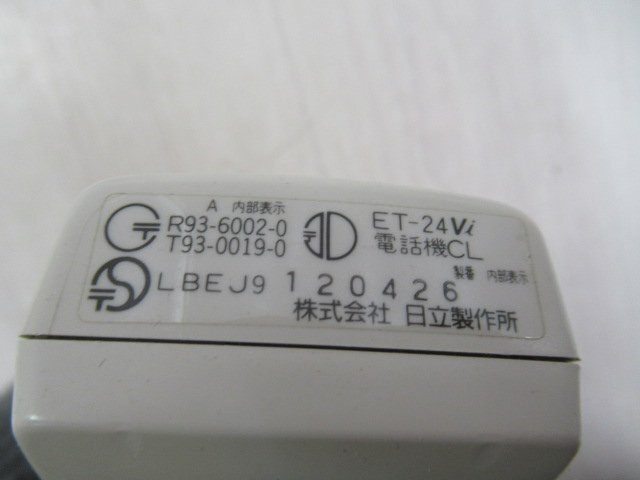 A 内部表示
R93-6002-0
T93-0019-0
ET-24Vi
電話機CL
製番 内部表示
LBEJ9 120426
株式会社 日立製作所